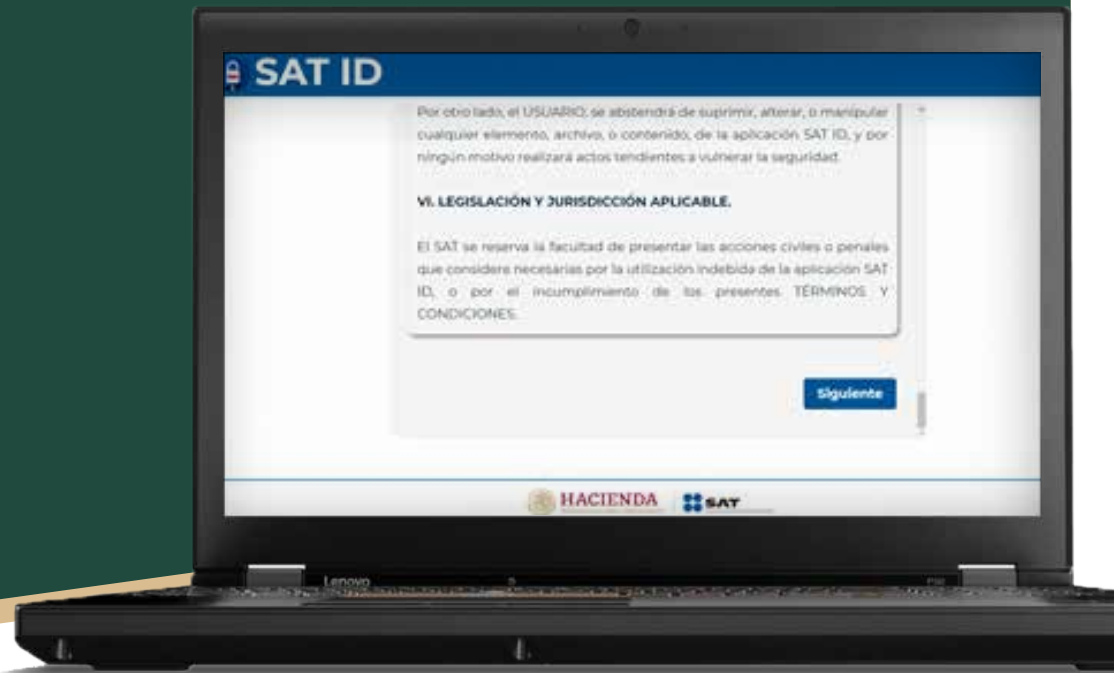 SAT ID
Por otro lado, el USUARIO, se abstendrá de suprimir, alterar, o manipular
cualquier elemento, archivo, o contenido, de la aplicación SAT ID, y por
ningún motivo realizará actos tendientes a vulnerar la seguridad.
VI. LEGISLACIÓN Y JURISDICCIÓN APLICABLE.
El SAT se reserva la facultad de presentar las acciones civiles o penales
que considere necesarias por la utilización indebida de la aplicación SAT
ID, o por el incumplimiento de los presentes TÉRMINOS Y
CONDICIONES.
Siguiente
HACIENDA
SAT
Lenovo